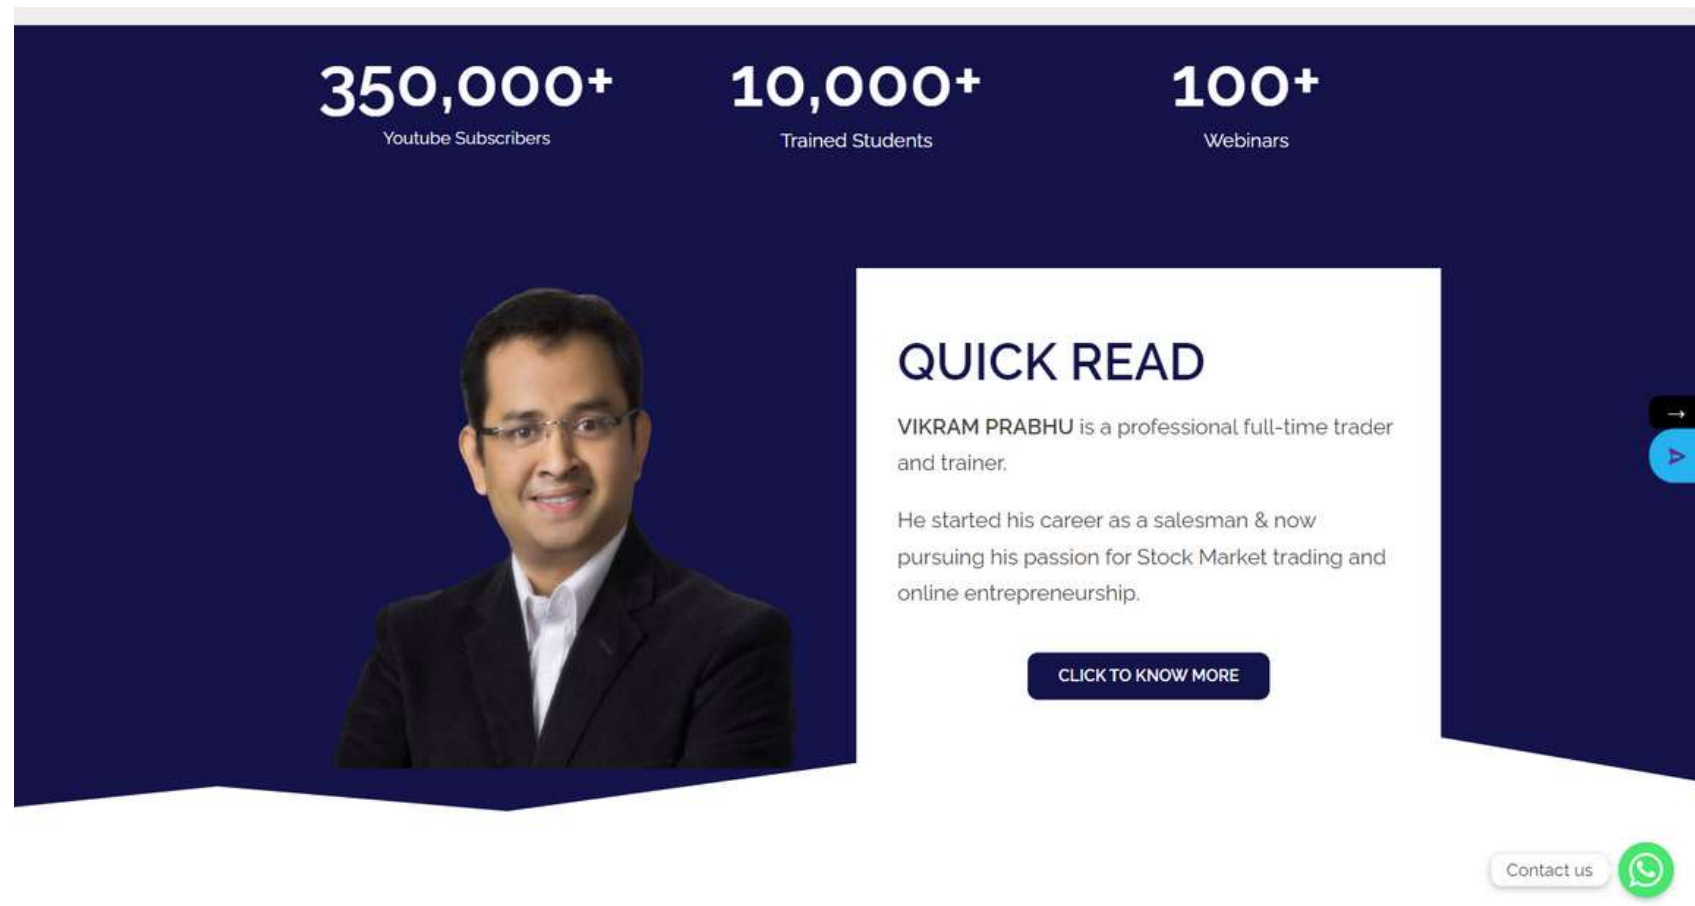 350,000+
Youtube Subscribers
10,000+
Trained Students
100+
Webinars
QUICK READ
VIKRAM PRABHU is a professional full-time trader
and trainer.
He started his career as a salesman & now
pursuing his passion for Stock Market trading and
online entrepreneurship.
CLICK TO KNOW MORE
→
Contact us